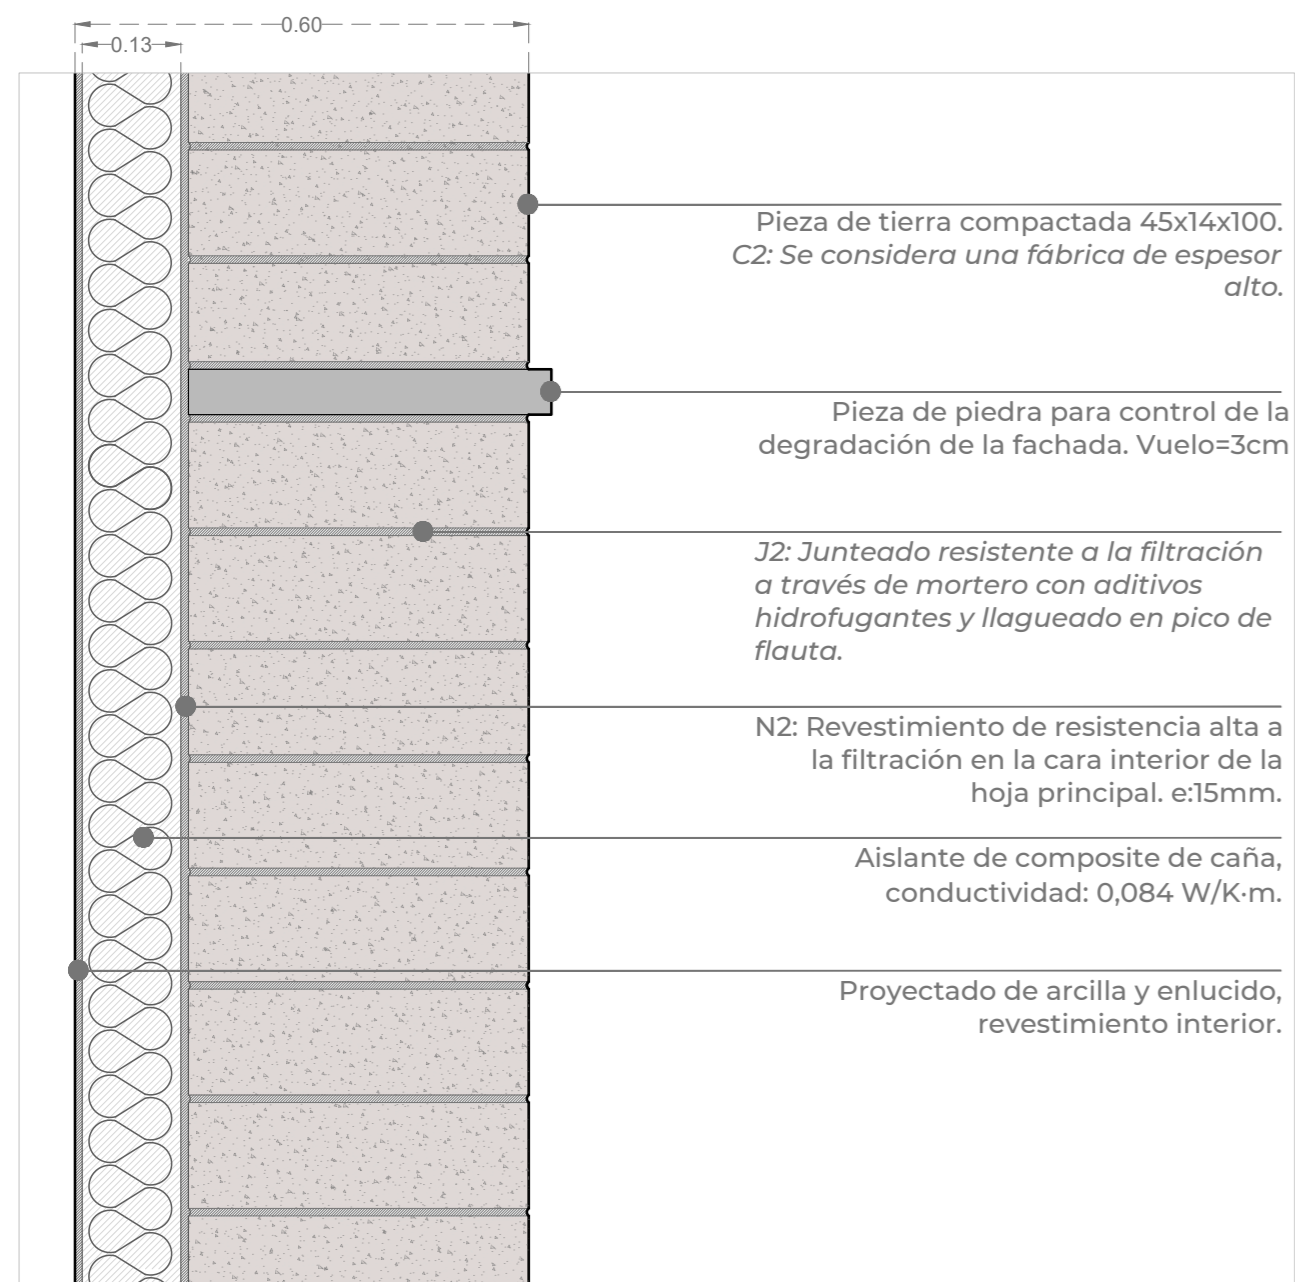 0.60
0.13
Pieza de tierra compactada 45x14x100.
C2: Se considera una fábrica de espesor
alto.
Pieza de piedra para control de la
degradación de la fachada. Vuelo=3cm
J2: Junteado resistente a la filtración
a través de mortero con aditivos
hidrofugantes y llagueado en pico de
flauta.
N2: Revestimiento de resistencia alta a
la filtración en la cara interior de la
hoja principal. e:15mm.
Aislante de composite de caña,
conductividad: 0,084 W/K·m.
Proyectado de arcilla y enlucido,
revestimiento interior.